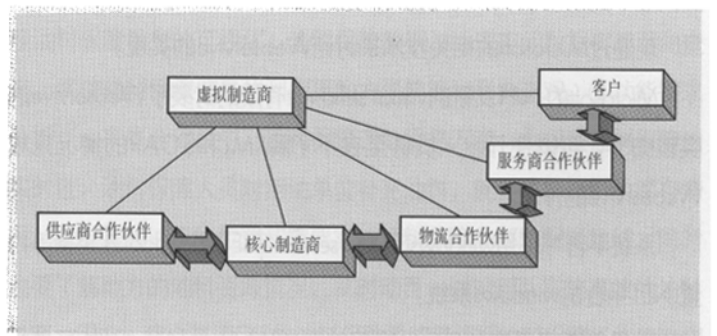 虚拟制造商
客户
服务商合作伙伴
供应商合作伙伴
核心制造商
物流合作伙伴